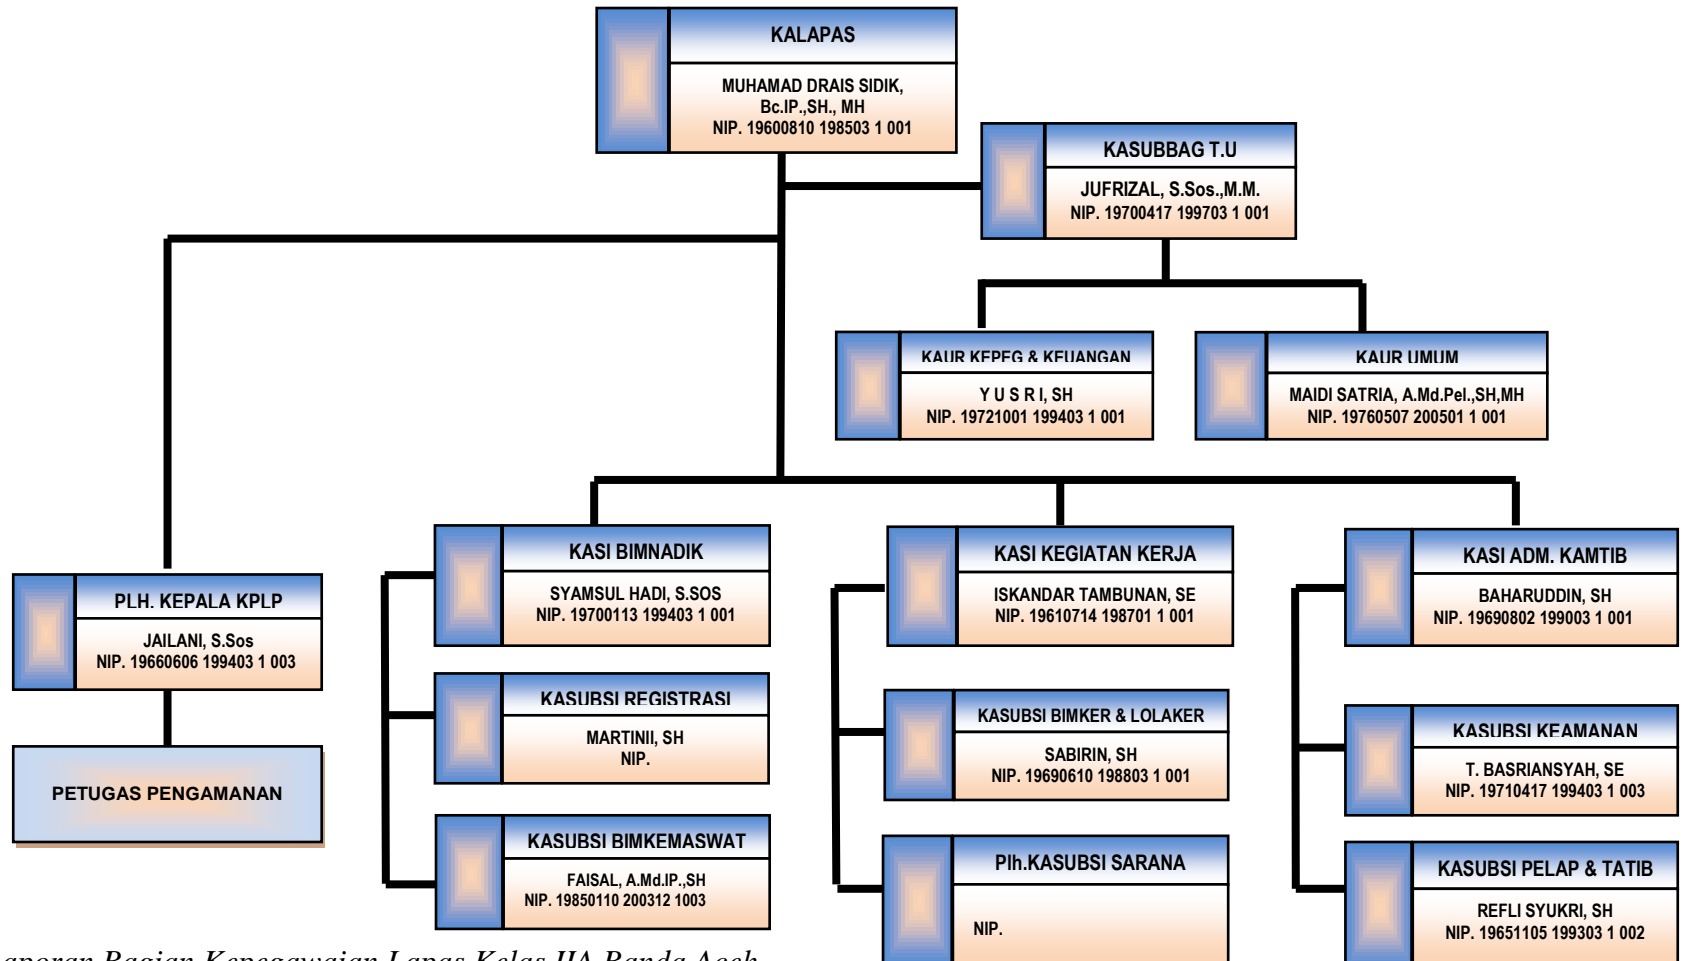 KALAPAS
MUHAMAD DRAIS SIDIK,
Bc.IP.,SH., MH
NIP. 19600810 198503 1 001
KASUBBAG T.U
JUFRIZAL, S.Sos.,M.M.
NIP. 19700417 199703 1 001
KAUR KEPEG & KEUANGAN
Y U S R I, SH
NIP. 19721001 199403 1 001
KAUR UMUM
MAIDI SATRIA, A.Md.Pel.,SH,MH
NIP. 19760507 200501 1 001
PLH. KEPALA KPLP
JAILANI, S.Sos
NIP. 19660606 199403 1 003
PETUGAS PENGAMANAN
KASI BIMNADIK
SYAMSUL HADI, S.SOS
NIP. 19700113 199403 1 001
KASUBSI REGISTRASI
MARTINII, SH
NIP.
KASUBSI BIMKEMASWAT
FAISAL, A.Md.IP.,SH
NIP. 19850110 200312 1003
KASI KEGIATAN KERJA
ISKANDAR TAMBUNAN, SE
NIP. 19610714 198701 1 001
KASUBSI BIMKER & LOLAKER
SABIRIN, SH
NIP. 19690610 198803 1 001
Plh.KASUBSI SARANA
NIP.
KASI ADM. KAMTIB
BAHARUDDIN, SH
NIP. 19690802 199003 1 001
KASUBSI KEAMANAN
T. BASRIANSYAH, SE
NIP. 19710417 199403 1 003
KASUBSI PELAP & TATIB
REFLI SYUKRI, SH
NIP. 19651105 199303 1 002
aporan Bagian Kepegawaian Lapas Kelas IIA Banda Aceh